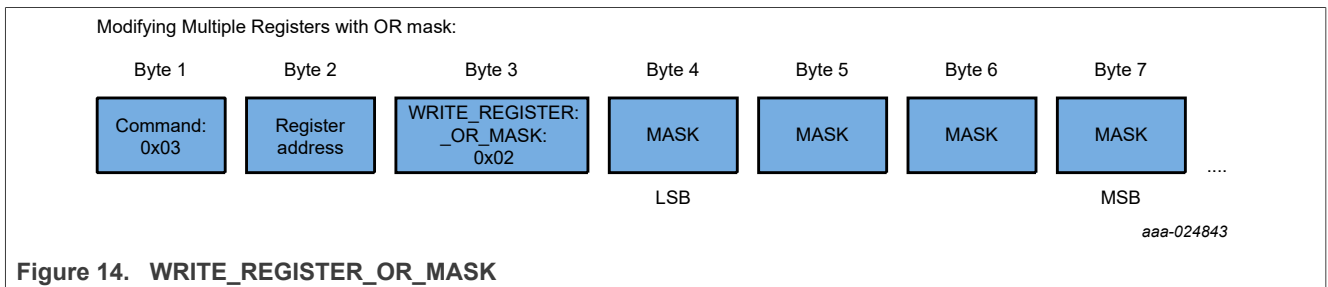 Modifying Multiple Registers with OR mask:
Byte 1 Byte 2 Byte 3 Byte 4 Byte 5 Byte 6 Byte 7
Command:
0x03
Register
address
WRITE_REGISTER:
_OR_MASK:
0x02
MASK
MASK
MASK
MASK
....
LSB MSB
aaa-024843
Figure 14. WRITE_REGISTER_OR_MASK